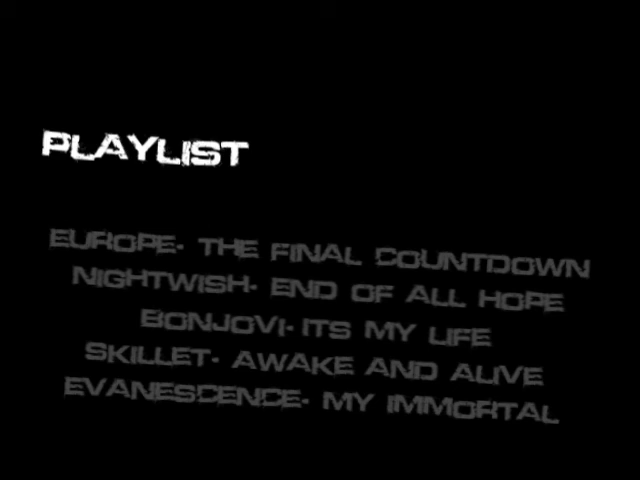 PLAYLIST
EUROPE- THE FINAL COUNTDOWN
NIGHTWISH- END OF ALL HOPE
BONJOVI- ITS MY LIFE
SKILLET- AWAKE AND ALIVE
EVANESCENCE- MY IMMORTAL